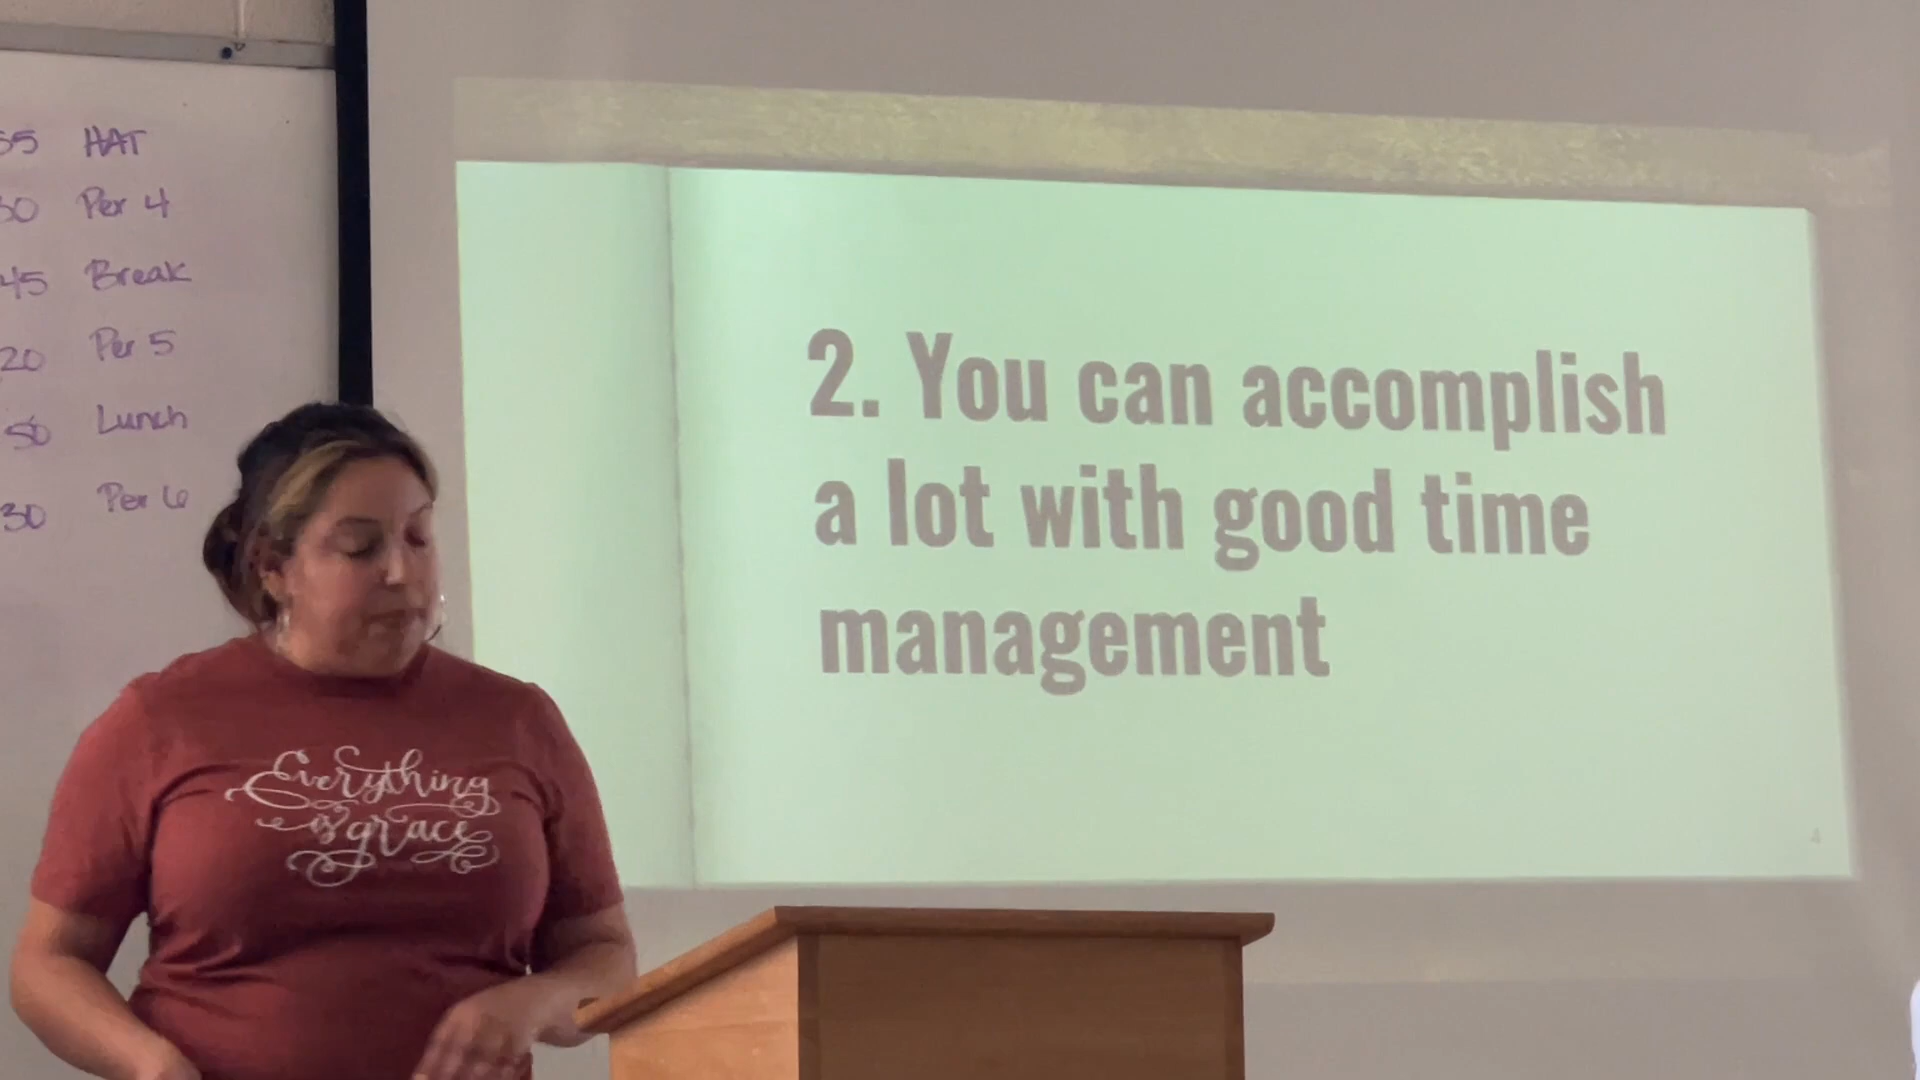 55 HAT
30 Per 4
45 Break
20 Per 5
50 Lunch
30 Per 6
2. You can accomplish
a lot with good time
management
4
Everything
is grace